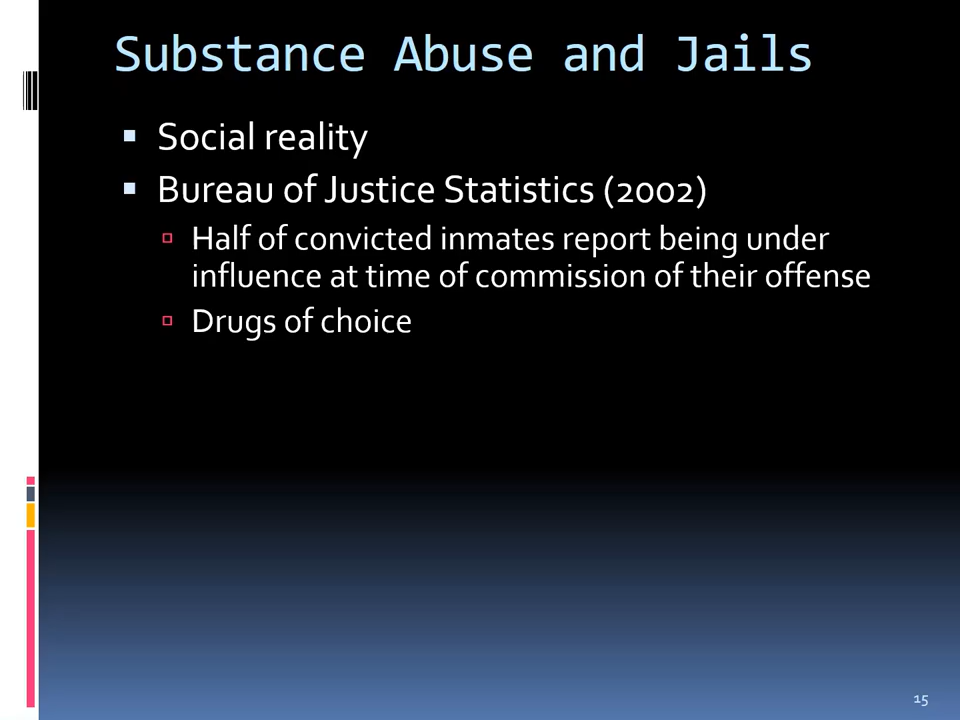 Substance Abuse and Jails
Social reality
Bureau of Justice Statistics (2002)
Half of convicted inmates report being under
influence at time of commission of their offense
Drugs of choice
15